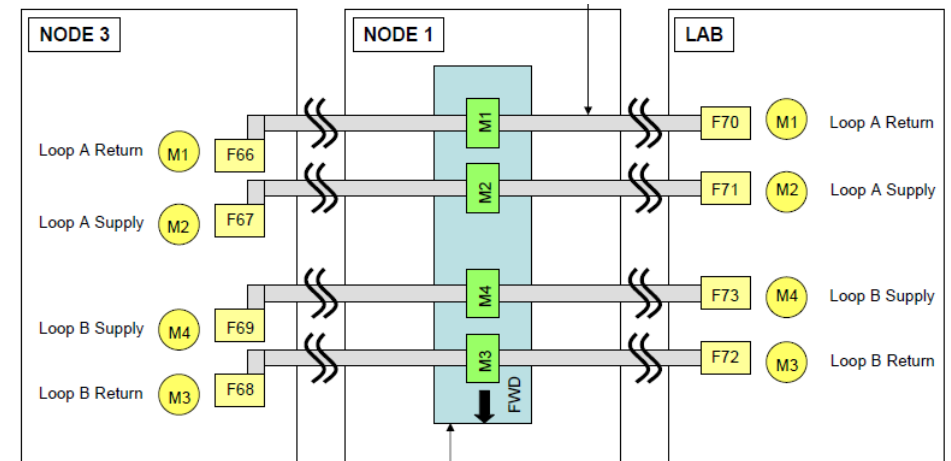 NODE 3
NODE 1
LAB
M1
F70
M1
Loop A Return
Loop A Return
M1
F66
M2
F71
M2
Loop A Supply
Loop A Supply
M2
F67
M4
F73
M4
Loop B Supply
Loop B Supply
M4
F69
M3
F72
M3
Loop B Return
Loop B Return
M3
F68
FWD